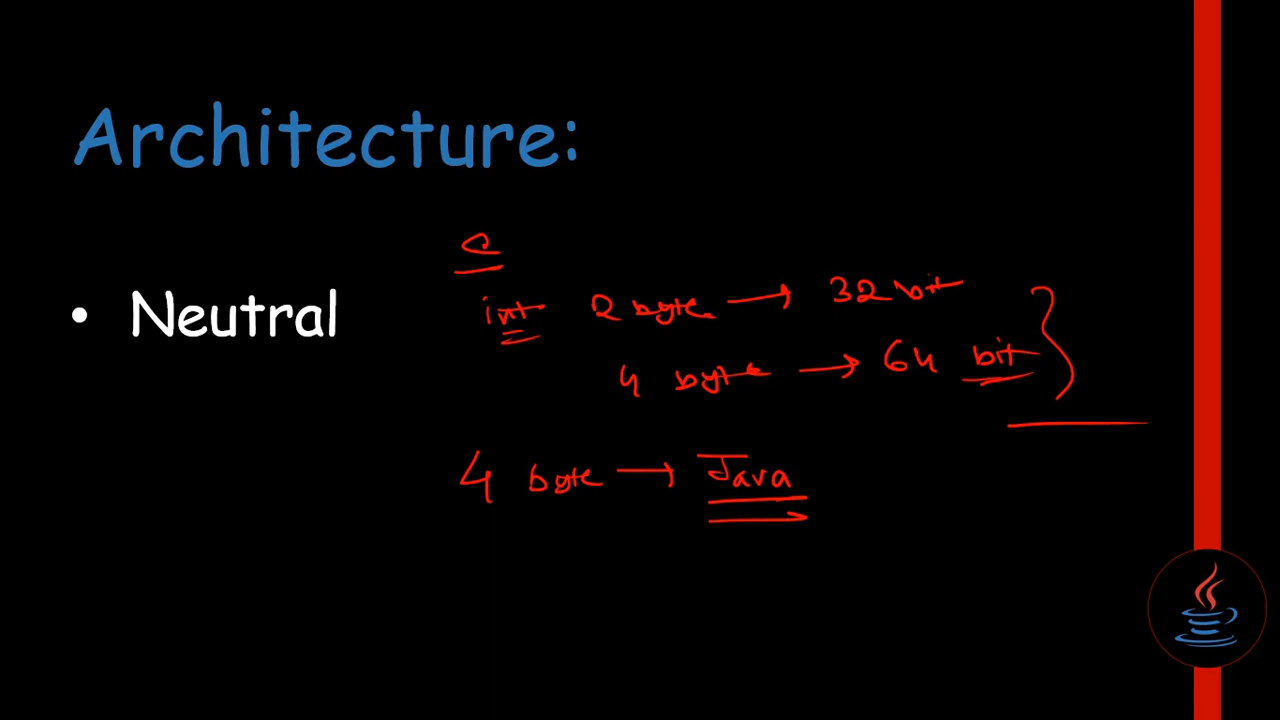 Architecture:
• Neutral
C
int 2 byte → 32 bit
4 byte → 64 bit
4 byte → Java